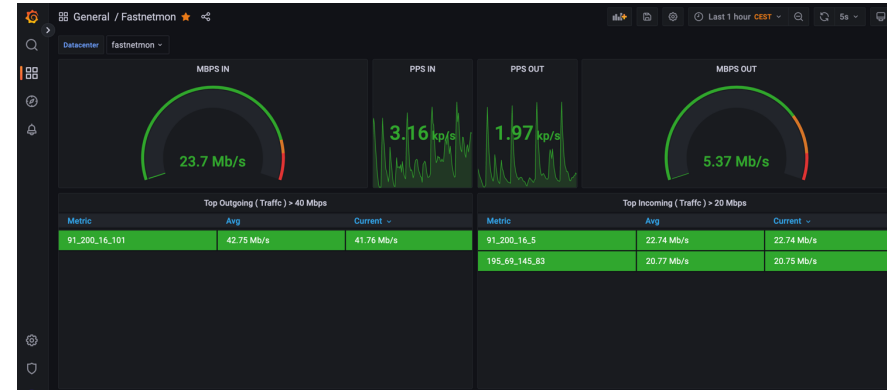 General / Fastnetmon
Last 1 hour CEST
5s
Datacenter fastnetmon
MBPS IN
PPS IN
PPS OUT
MBPS OUT
23.7 Mb/s
3.16 kp/s
1.97 kp/s
5.37 Mb/s
Top Outgoing ( Traffc ) > 40 Mbps
Metric Avg Current
91_200_16_101 42.75 Mb/s 41.76 Mb/s
Top Incoming ( Traffc ) > 20 Mbps
Metric Avg Current
91_200_16_5 22.74 Mb/s 22.74 Mb/s
195_69_145_83 20.77 Mb/s 20.75 Mb/s